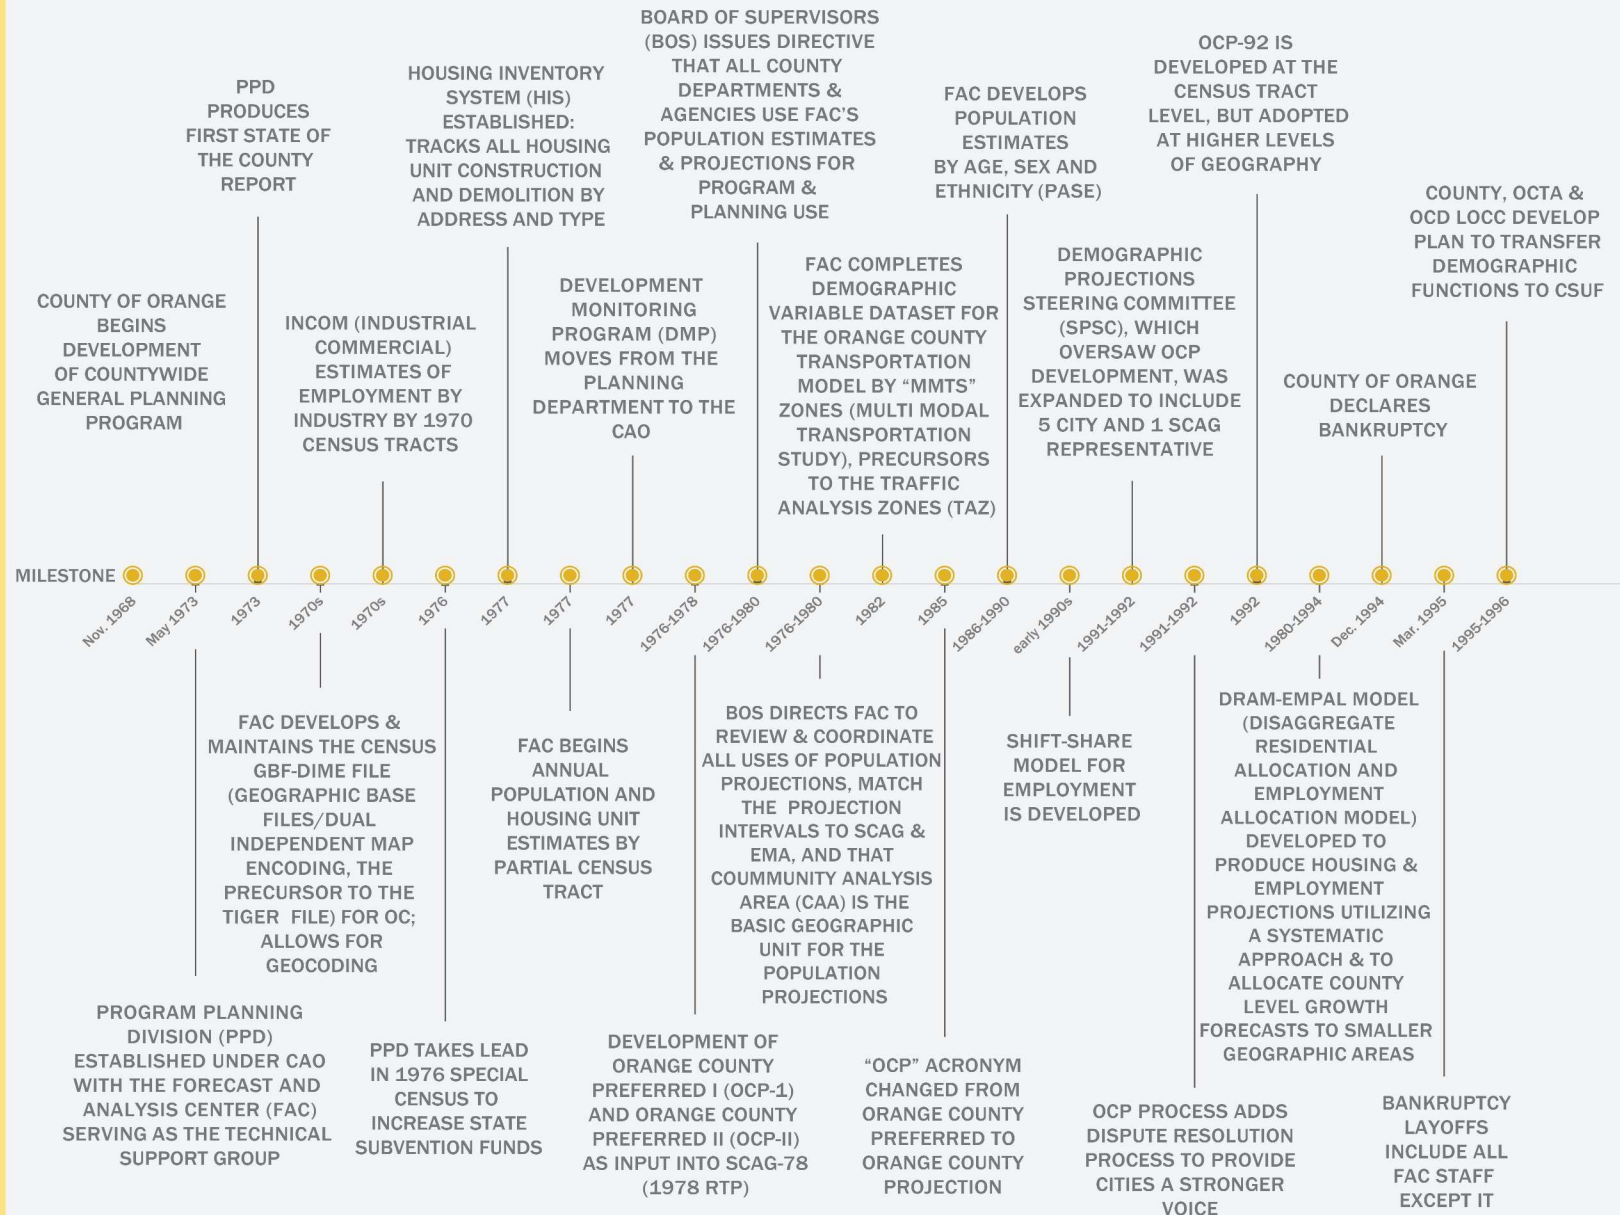 COUNTY OF ORANGE
BEGINS
DEVELOPMENT
OF COUNTYWIDE
GENERAL PLANNING
PROGRAM
PPD
PRODUCES
FIRST STATE OF
THE COUNTY
REPORT
INCOM (INDUSTRIAL
COMMERCIAL)
ESTIMATES OF
EMPLOYMENT BY
INDUSTRY BY 1970
CENSUS TRACTS
HOUSING INVENTORY
SYSTEM (HIS)
ESTABLISHED:
TRACKS ALL HOUSING
UNIT CONSTRUCTION
AND DEMOLITION BY
ADDRESS AND TYPE
DEVELOPMENT
MONITORING
PROGRAM (DMP)
MOVES FROM THE
PLANNING
DEPARTMENT TO THE
CAO
BOARD OF SUPERVISORS
(BOS) ISSUES DIRECTIVE
THAT ALL COUNTY
DEPARTMENTS &
AGENCIES USE FAC'S
POPULATION ESTIMATES
& PROJECTIONS FOR
PROGRAM &
PLANNING USE
FAC COMPLETES
DEMOGRAPHIC
VARIABLE DATASET FOR
THE ORANGE COUNTY
TRANSPORTATION
MODEL BY “MMTS”
ZONES (MULTI MODAL
TRANSPORTATION
STUDY), PRECURSORS
TO THE TRAFFIC
ANALYSIS ZONES (TAZ)
FAC DEVELOPS
POPULATION
ESTIMATES
BY AGE, SEX AND
ETHNICITY (PASE)
DEMOGRAPHIC
PROJECTIONS
STEERING COMMITTEE
(SPSC), WHICH
OVERSAW OCP
DEVELOPMENT, WAS
EXPANDED TO INCLUDE
5 CITY AND 1 SCAG
REPRESENTATIVE
OCP-92 IS
DEVELOPED AT THE
CENSUS TRACT
LEVEL, BUT ADOPTED
AT HIGHER LEVELS
OF GEOGRAPHY
COUNTY OF ORANGE
DECLARES
BANKRUPTCY
COUNTY, OCTA &
OCD LOCC DEVELOP
PLAN TO TRANSFER
DEMOGRAPHIC
FUNCTIONS TO CSUF
MILESTONE
Nov. 1968
May 1973
1973
1970s
1970s
1976
1977
1977
1977
1976-1978
1976-1980
1976-1980
1982
1985
1986-1990
early 1990s
1991-1992
1991-1992
1992
1980-1994
Dec. 1994
Mar. 1995
1995-1996
PROGRAM PLANNING
DIVISION (PPD)
ESTABLISHED UNDER CAO
WITH THE FORECAST AND
ANALYSIS CENTER (FAC)
SERVING AS THE TECHNICAL
SUPPORT GROUP
FAC DEVELOPS &
MAINTAINS THE CENSUS
GBF-DIME FILE
(GEOGRAPHIC BASE
FILES/DUAL
INDEPENDENT MAP
ENCODING, THE
PRECURSOR TO THE
TIGER FILE) FOR OC;
ALLOWS FOR
GEOCODING
PPD TAKES LEAD
IN 1976 SPECIAL
CENSUS TO
INCREASE STATE
SUBVENTION FUNDS
FAC BEGINS
ANNUAL
POPULATION AND
HOUSING UNIT
ESTIMATES BY
PARTIAL CENSUS
TRACT
DEVELOPMENT OF
ORANGE COUNTY
PREFERRED I (OCP-1)
AND ORANGE COUNTY
PREFERRED II (OCP-II)
AS INPUT INTO SCAG-78
(1978 RTP)
BOS DIRECTS FAC TO
REVIEW & COORDINATE
ALL USES OF POPULATION
PROJECTIONS, MATCH
THE PROJECTION
INTERVALS TO SCAG &
EMA, AND THAT
COUMMUNITY ANALYSIS
AREA (CAA) IS THE
BASIC GEOGRAPHIC
UNIT FOR THE
POPULATION
PROJECTIONS
“OCP” ACRONYM
CHANGED FROM
ORANGE COUNTY
PREFERRED TO
ORANGE COUNTY
PROJECTION
SHIFT-SHARE
MODEL FOR
EMPLOYMENT
IS DEVELOPED
OCP PROCESS ADDS
DISPUTE RESOLUTION
PROCESS TO PROVIDE
CITIES A STRONGER
VOICE
DRAM-EMPAL MODEL
(DISAGGREGATE
RESIDENTIAL
ALLOCATION AND
EMPLOYMENT
ALLOCATION MODEL)
DEVELOPED TO
PRODUCE HOUSING &
EMPLOYMENT
PROJECTIONS UTILIZING
A SYSTEMATIC
APPROACH & TO
ALLOCATE COUNTY
LEVEL GROWTH
FORECASTS TO SMALLER
GEOGRAPHIC AREAS
BANKRUPTCY
LAYOFFS
INCLUDE ALL
FAC STAFF
EXCEPT IT